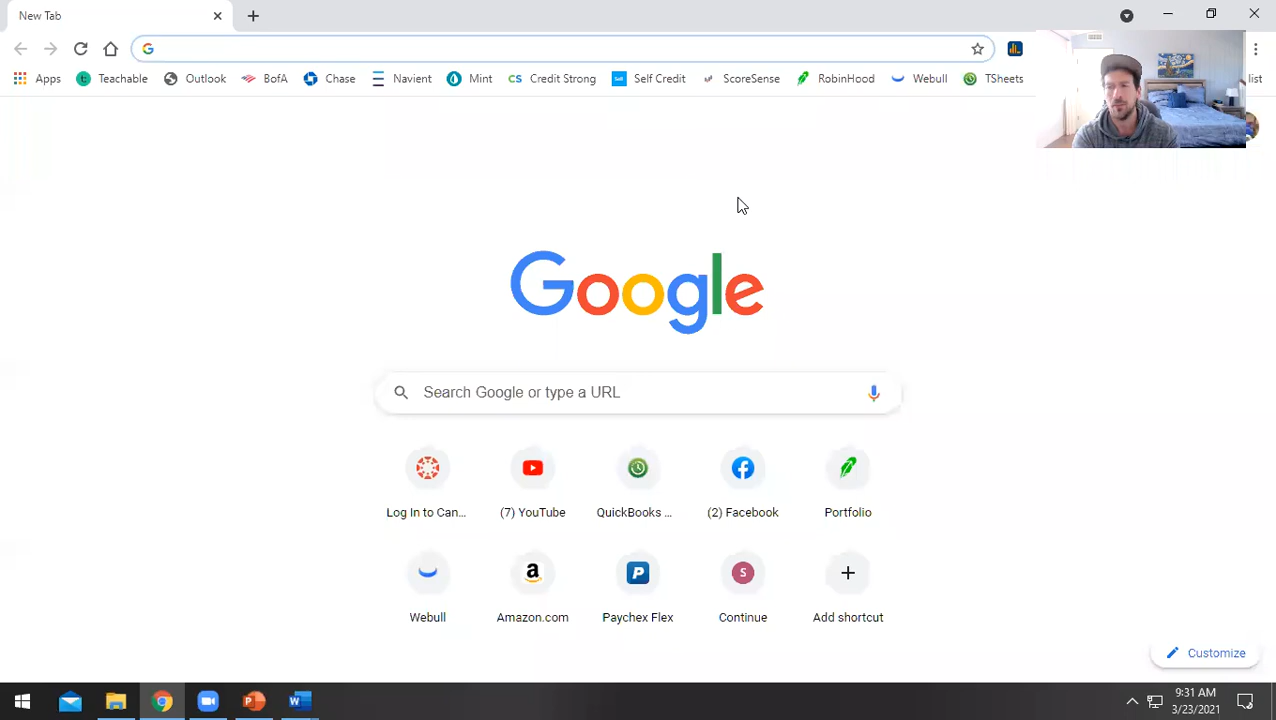 New Tab
Apps Teachable Outlook BofA Chase Navient Mint CS Credit Strong Self Self Credit ScoreSense RobinHood Webull TSheets list
Google
Search Google or type a URL
Log In to Can... (7) YouTube QuickBooks ... (2) Facebook Portfolio
Webull Amazon.com Paychex Flex Continue Add shortcut
Customize
9:31 AM
3/23/2021